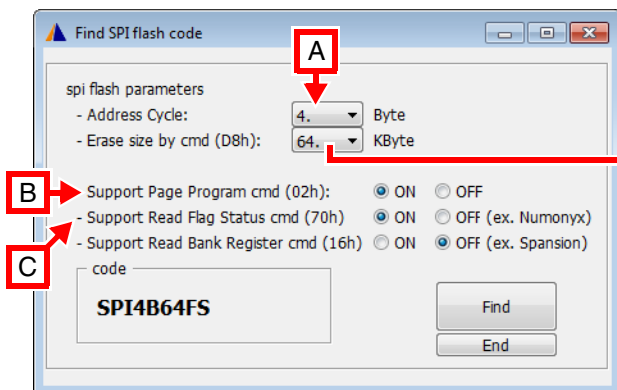 Find SPI flash code
A
spi flash parameters
- Address Cycle: 4. Byte
- Erase size by cmd (D8h): 64. KByte
B
- Support Page Program cmd (02h): ON OFF
- Support Read Flag Status cmd (70h) ON OFF (ex. Numonyx)
C
- Support Read Bank Register cmd (16h) ON OFF (ex. Spansion)
code
SPI4B64FS
Find
End